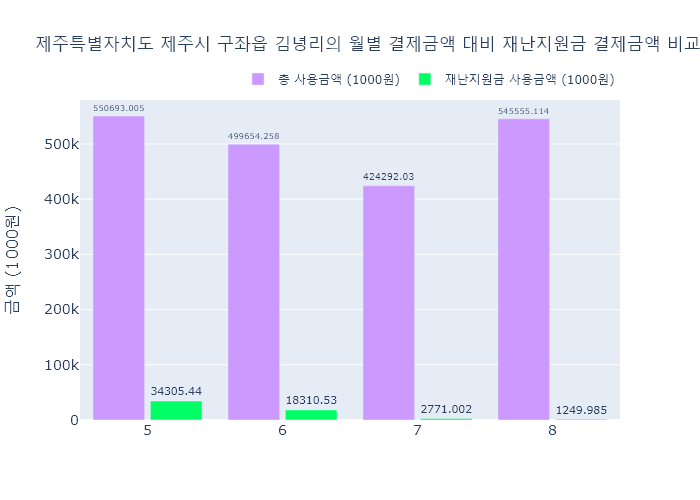 제주특별자치도 제주시 구좌읍 김녕리의 월별 결제금액 대비 재난지원금 결제금액 비교
총 사용금액 (1000원) 재난지원금 사용금액 (1000원)
금액 (1000원)
500k
400k
300k
200k
100k
0
550693.005
34305.44
499654.258
18310.53
424292.03
2771.002
545555.114
1249.985
5 6 7 8